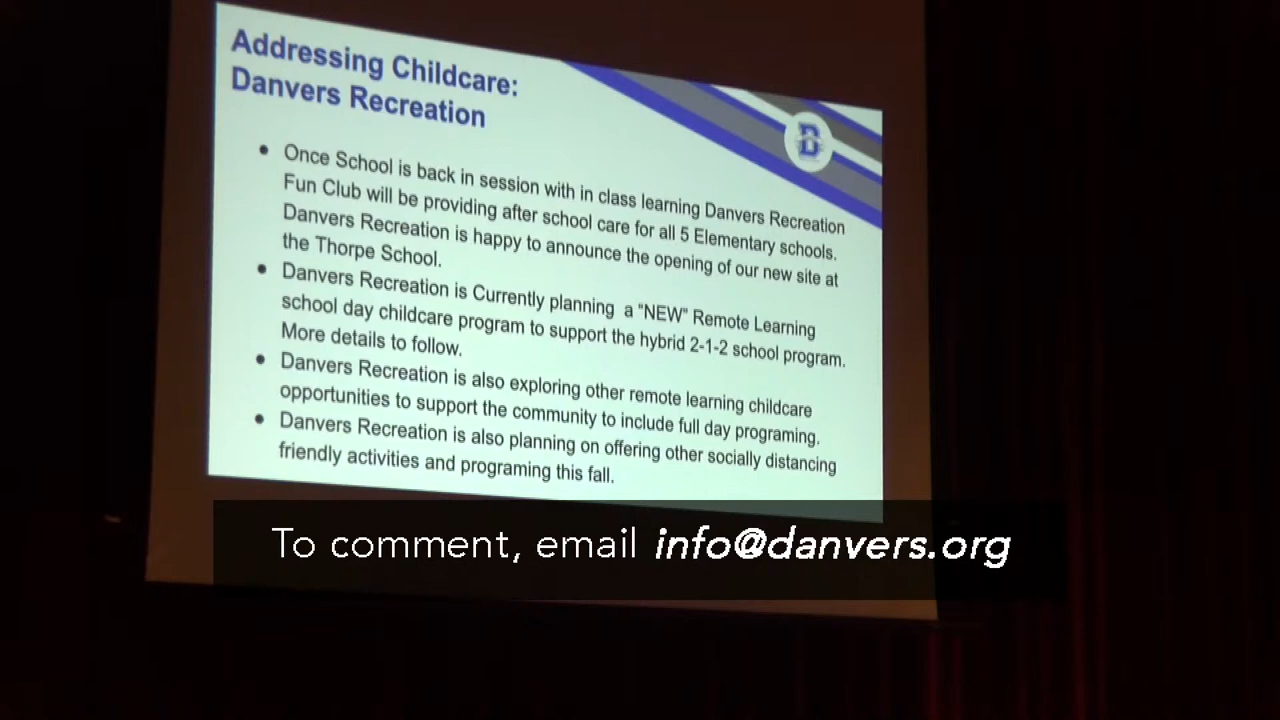 Addressing Childcare:
Danvers Recreation
● Once School is back in session with in class learning Danvers Recreation
Fun Club will be providing after school care for all 5 Elementary schools.
Danvers Recreation is happy to announce the opening of our new site at
the Thorpe School.
● Danvers Recreation is Currently planning a “NEW” Remote Learning
school day childcare program to support the hybrid 2-1-2 school program.
More details to follow.
● Danvers Recreation is also exploring other remote learning childcare
opportunities to support the community to include full day programing.
● Danvers Recreation is also planning on offering other socially distancing
friendly activities and programing this fall.
To comment, email info@danvers.org